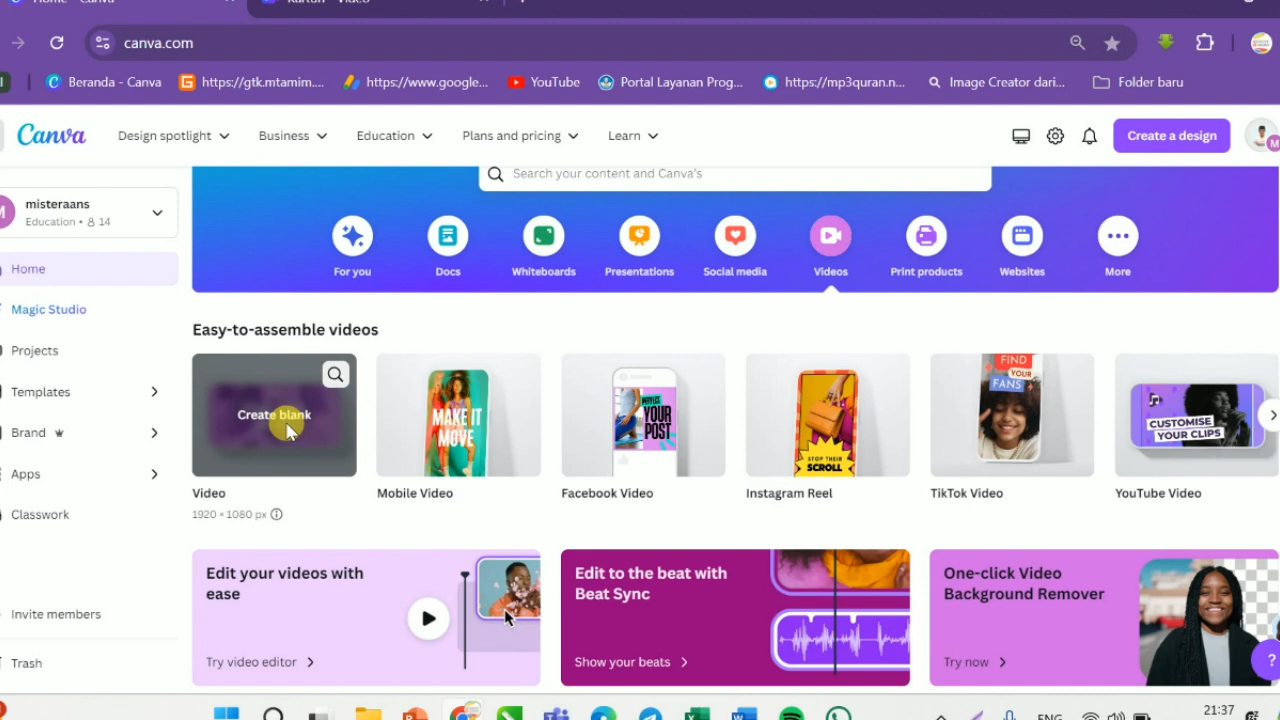 canva.com
Beranda - Canva
https://gtk.mtamim....
https://www.google...
YouTube
Portal Layanan Prog...
https://mp3quran.n...
Image Creator dari...
Folder baru
Canva
Design spotlight
Business
Education
Plans and pricing
Learn
Create a design
misteraans
Education • 14
Search your content and Canva's
For you
Docs
Whiteboards
Presentations
Social media
Videos
Print products
Websites
More
Home
Magic Studio
Projects
Templates
Brand
Apps
Classwork
Invite members
Trash
Easy-to-assemble videos
Create blank
MAKE IT
MOVE
YOUR
POST
STOP THEIR
SCROLL
FIND
YOUR
FANS
CUSTOMISE
YOUR CLIPS
Video
Mobile Video
Facebook Video
Instagram Reel
TikTok Video
YouTube Video
1920 × 1080 px
Edit your videos with
ease
Try video editor
Edit to the beat with
Beat Sync
Show your beats
One-click Video
Background Remover
Try now
?
ENG
21:37